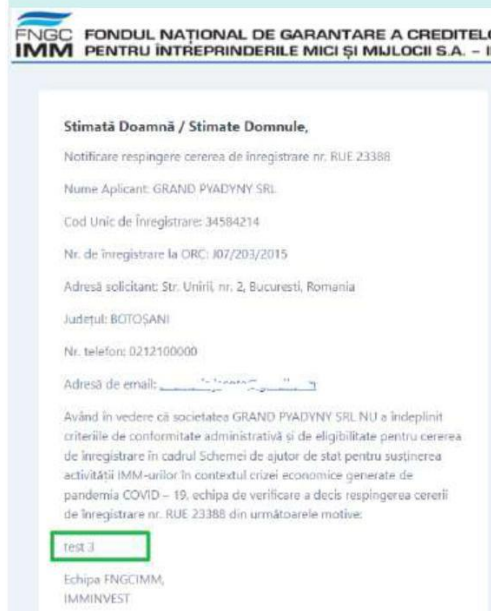 FNGC FONDUL NAȚIONAL DE GARANTARE A CREDITELO
IMM PENTRU ÎNTREPRINDERILE MICI ȘI MIJLOCII S.A. – I
Stimată Doamnă / Stimate Domnule,
Notificare respingere cererea de înregistrare nr. RUE 23388
Nume Aplicant: GRAND PYADYNY SRL
Cod Unic de Înregistrare: 34584214
Nr. de înregistrare la ORC: J07/203/2015
Adresă solicitant: Str. Unirii, nr. 2, Bucuresti, Romania
Județul: BOTOȘANI
Nr. telefon: 0212100000
Adresă de email:
Având în vedere că societatea GRAND PYADYNY SRL NU a îndeplinit
criteriile de conformitate administrativă și de eligibilitate pentru cererea
de înregistrare în cadrul Schemei de ajutor de stat pentru susținerea
activității IMM-urilor în contextul crizei economice generate de
pandemia COVID – 19, echipa de verificare a decis respingerea cererii
de înregistrare nr. RUE 23388 din următoarele motive:
test 3
Echipa FNGCIMM,
IMMINVEST